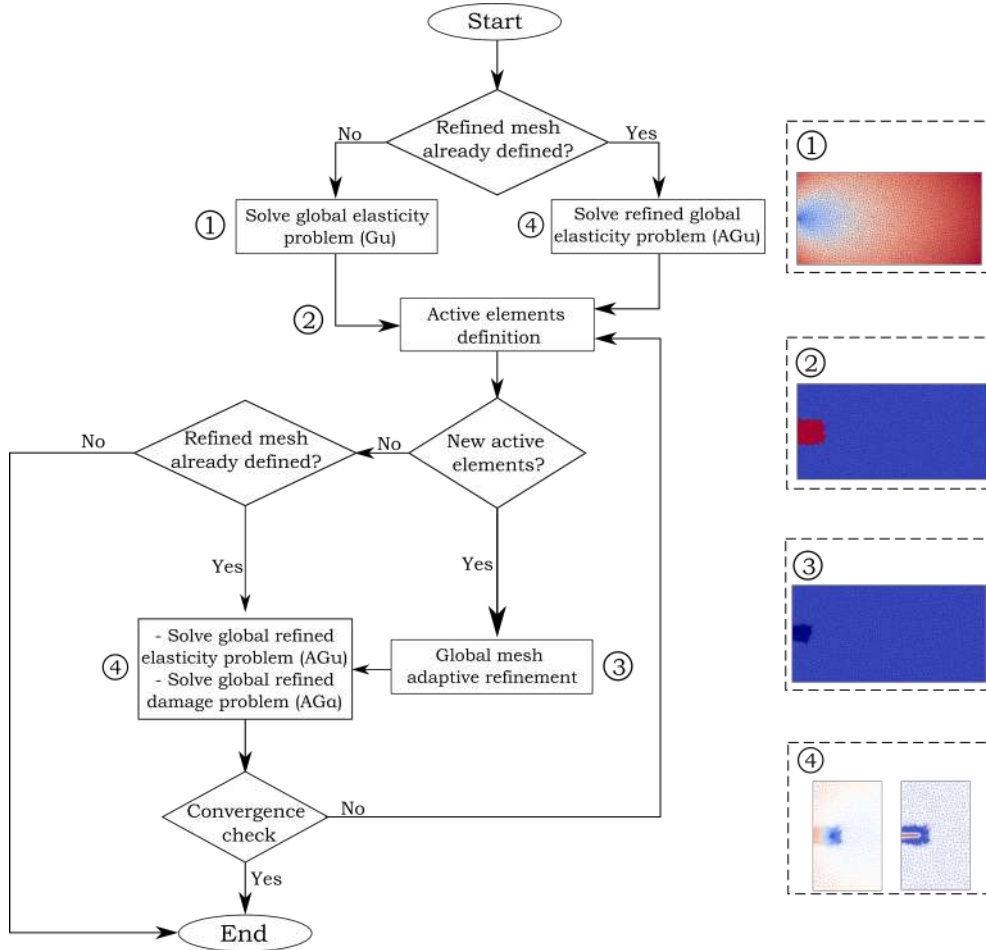 Start
Refined mesh
already defined?
No
Yes
①
Solve global elasticity
problem (Gu)
④
Solve refined global
elasticity problem (AGu)
②
Active elements
definition
New active
elements?
No
Refined mesh
already defined?
No
Yes
Yes
④
- Solve global refined
elasticity problem (AGu)
- Solve global refined
damage problem (AGα)
Global mesh
adaptive refinement
③
Convergence
check
No
Yes
End
①
②
③
④